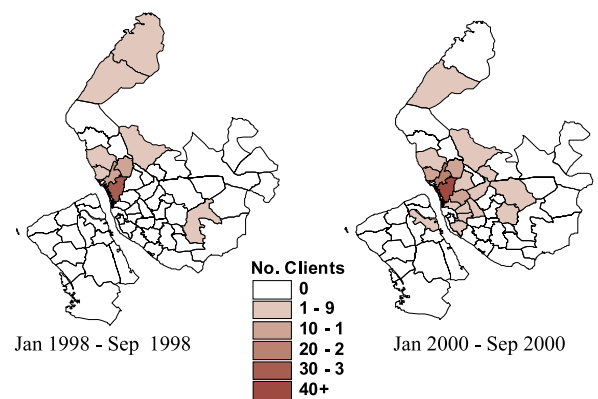 No. Clients
0
1 - 9
10 - 1
20 - 2
30 - 3
40+
Jan 1998 - Sep 1998
Jan 2000 - Sep 2000